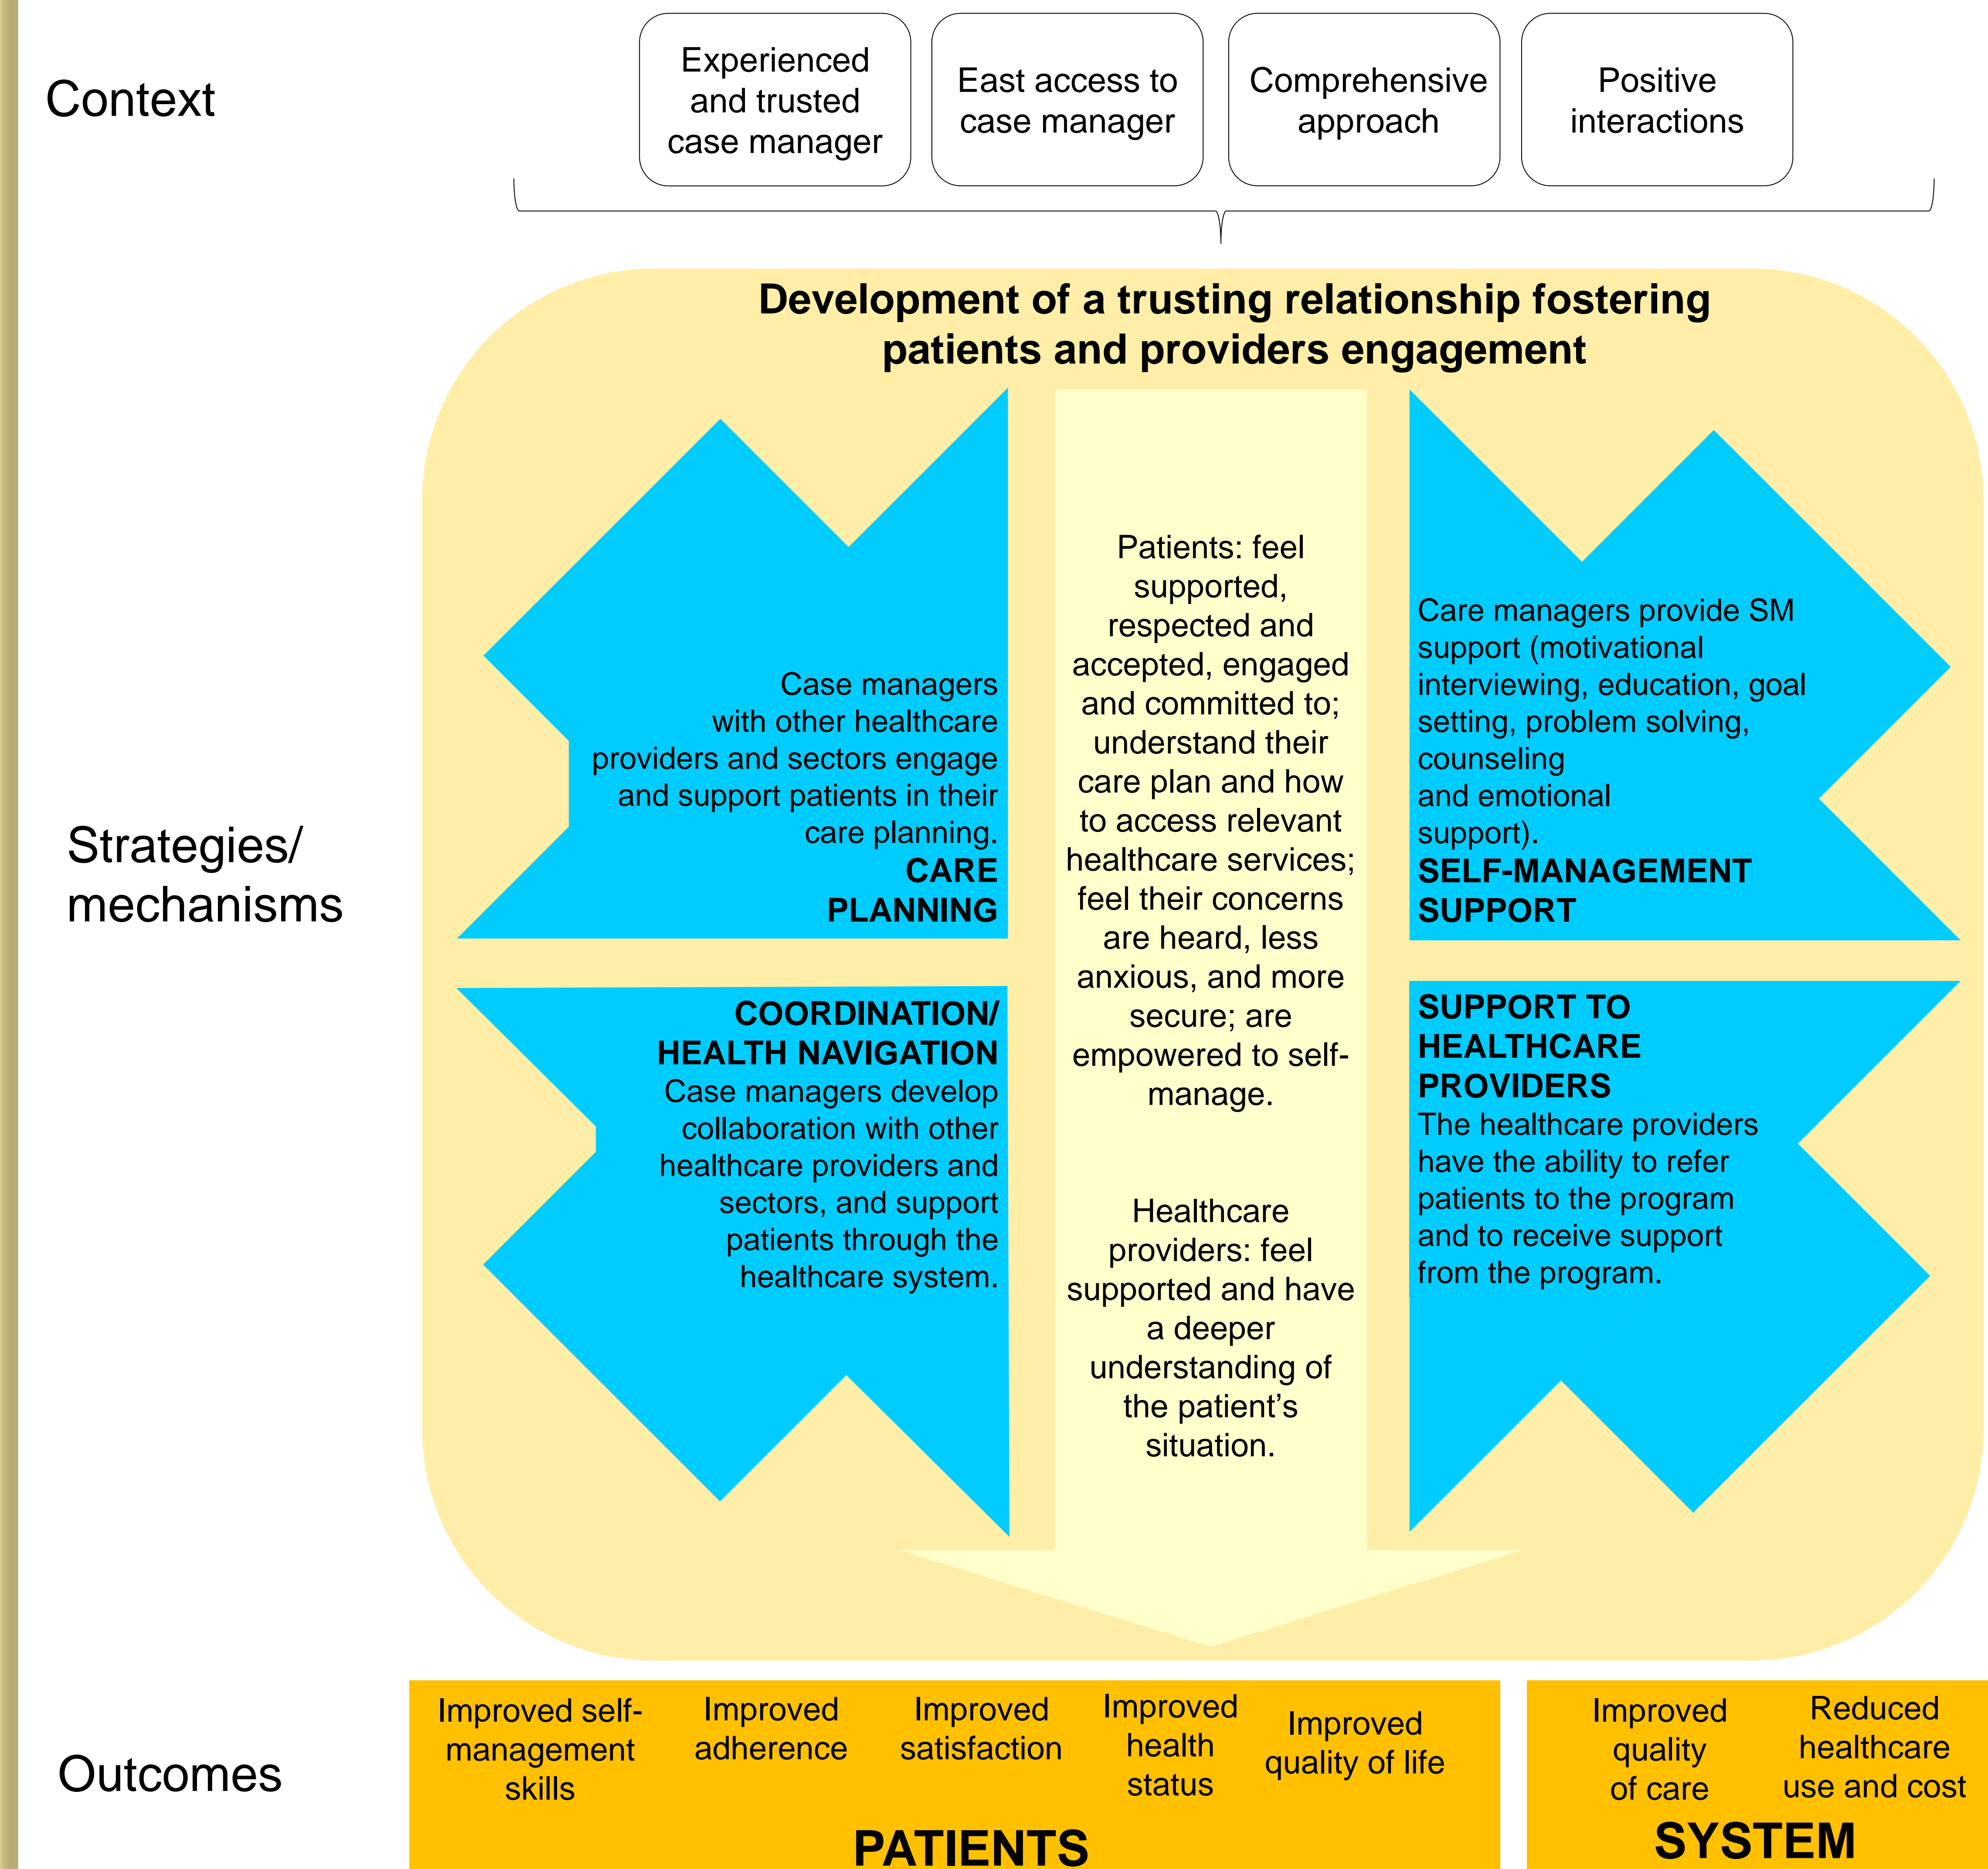 Context
Experienced
and trusted
case manager
East access to
case manager
Comprehensive
approach
Positive
interactions
Development of a trusting relationship fostering
patients and providers engagement
Strategies/
mechanisms
Case managers
with other healthcare
providers and sectors engage
and support patients in their
care planning.
CARE
PLANNING
Patients: feel
supported,
respected and
accepted, engaged
and committed to;
understand their
care plan and how
to access relevant
healthcare services;
feel their concerns
are heard, less
anxious, and more
secure; are
empowered to self-
manage.
Healthcare
providers: feel
supported and have
a deeper
understanding of
the patient’s
situation.
Care managers provide SM
support (motivational
interviewing, education, goal
setting, problem solving,
counseling
and emotional
support).
SELF-MANAGEMENT
SUPPORT
COORDINATION/
HEALTH NAVIGATION
Case managers develop
collaboration with other
healthcare providers and
sectors, and support
patients through the
healthcare system.
SUPPORT TO
HEALTHCARE
PROVIDERS
The healthcare providers
have the ability to refer
patients to the program
and to receive support
from the program.
Outcomes
Improved self-
management
skills
Improved
adherence
Improved
satisfaction
Improved
health
status
Improved
quality of life
PATIENTS
Improved
quality
of care
Reduced
healthcare
use and cost
SYSTEM